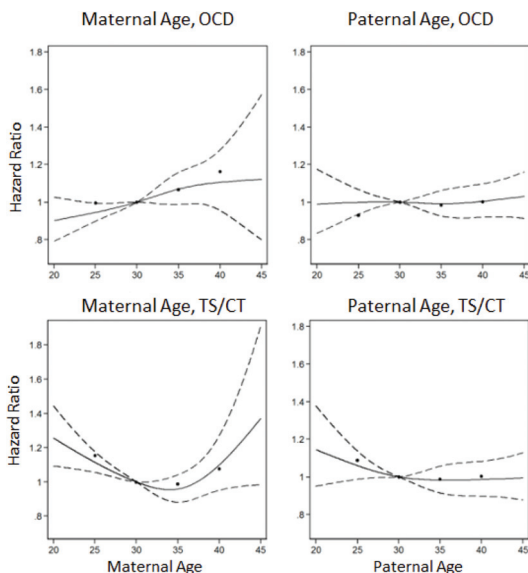 Maternal Age, OCD
Paternal Age, OCD
Hazard Ratio
1.8
1.6
1.4
1.2
1
.8
20 25 30 35 40 45
1.8
1.6
1.4
1.2
1
.8
20 25 30 35 40 45
Maternal Age, TS/CT
Paternal Age, TS/CT
Hazard Ratio
1.8
1.6
1.4
1.2
1
.8
20 25 30 35 40 45
Maternal Age
1.8
1.6
1.4
1.2
1
.8
20 25 30 35 40 45
Paternal Age